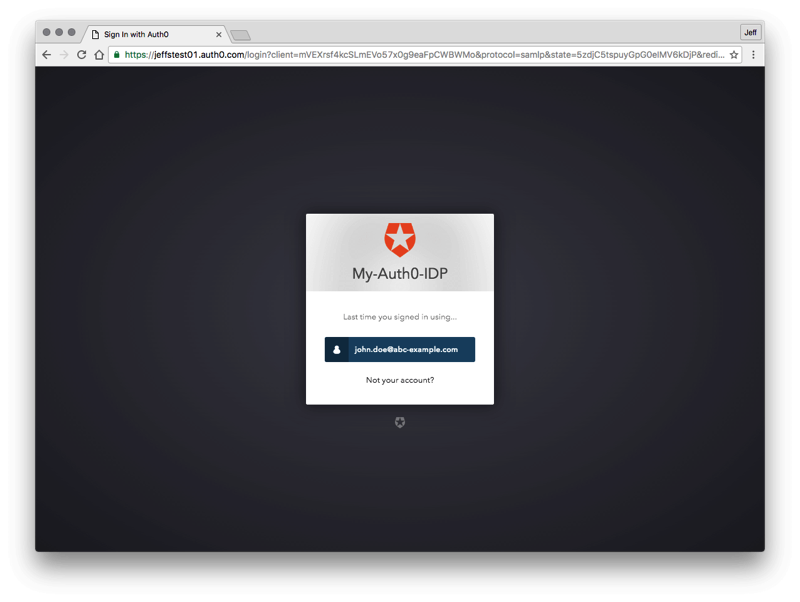 Sign In with Auth0
Jeff
https://jeffstest01.auth0.com/login?client=mVEXrsf4kcSLmEVo57x0g9eaFpCWBWMo&protocol=samlp&state=5zdjC5tspuyGpG0elMV6kDjP&redi...
My-Auth0-IDP
Last time you signed in using...
john.doe@abc-example.com
Not your account?